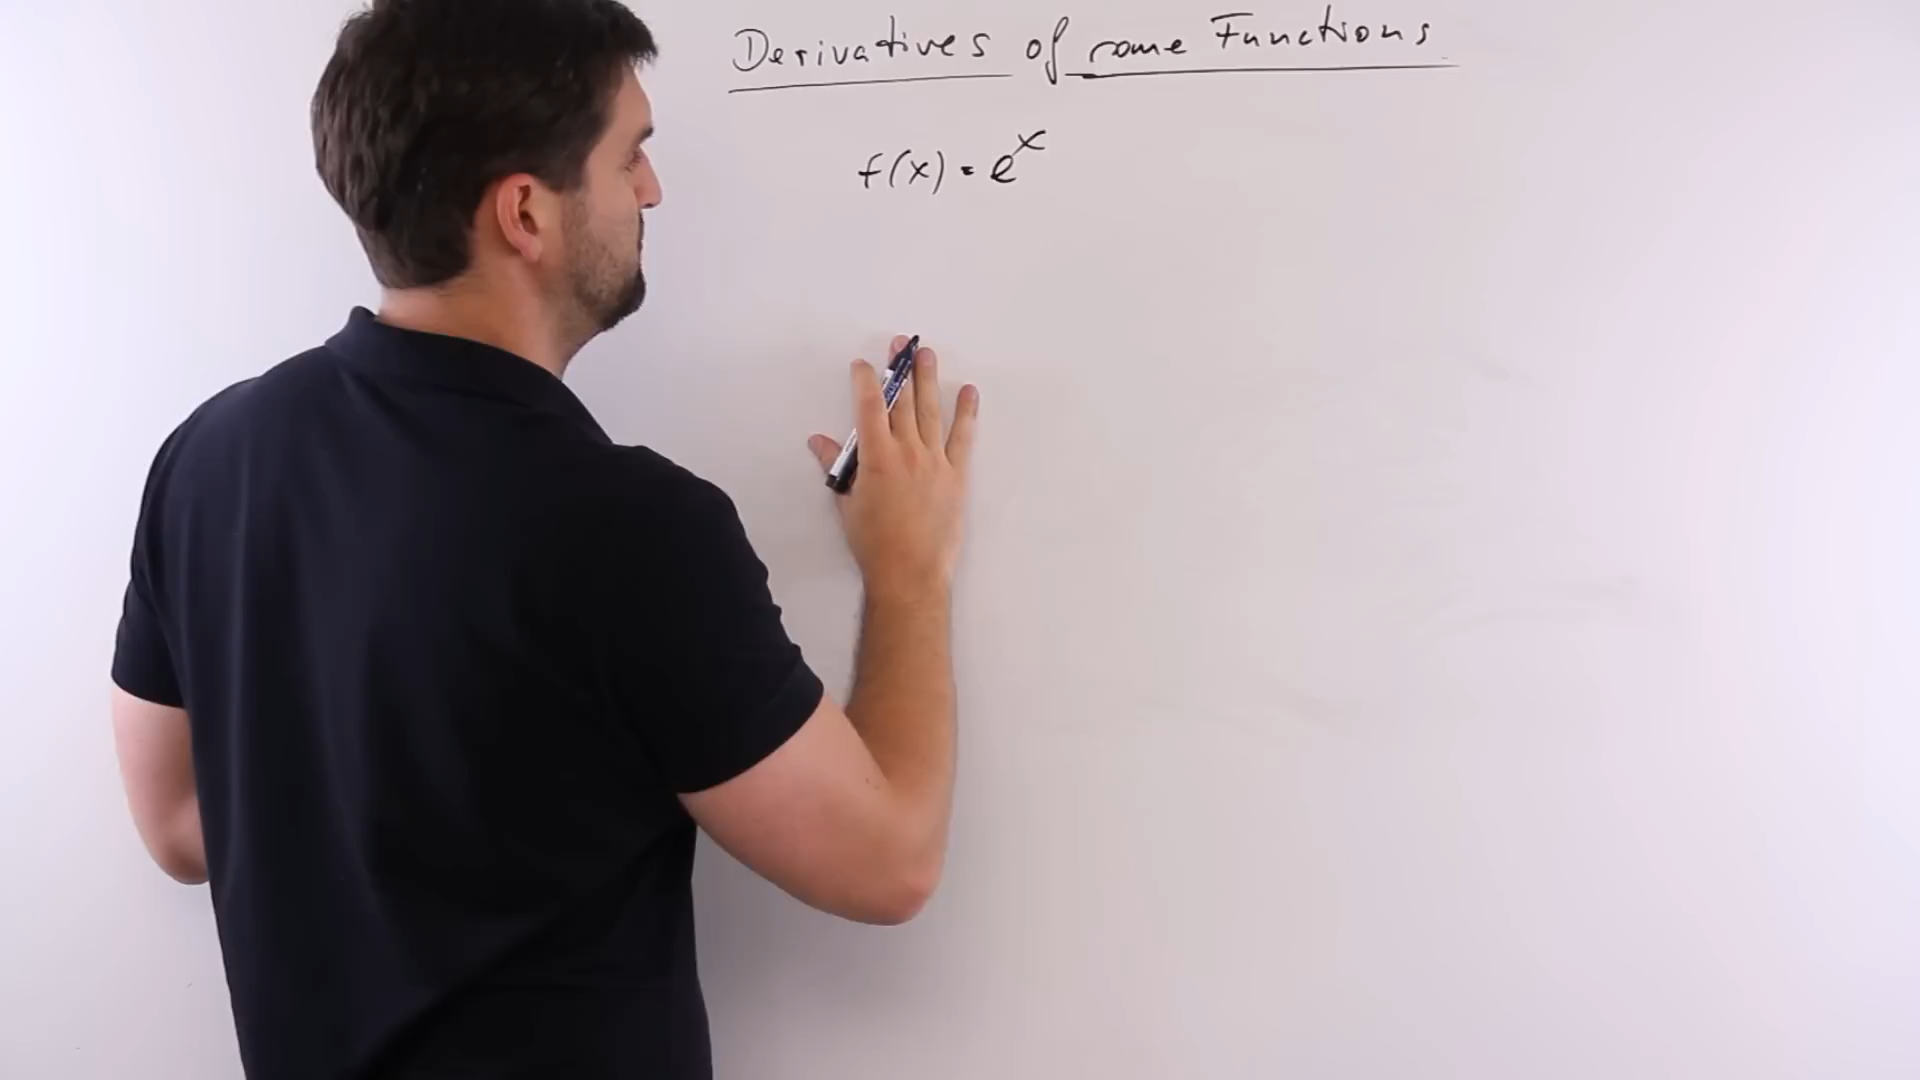 Derivatives of some Functions
f(x) = e^x